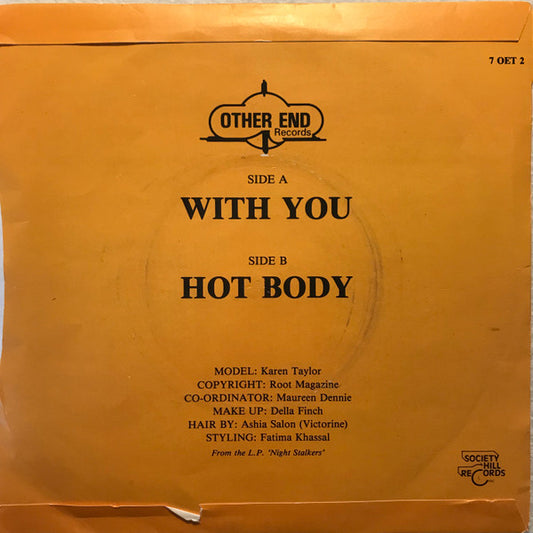 7 OET 2
OTHER END
Records
SIDE A
WITH YOU
SIDE B
HOT BODY
MODEL: Karen Taylor
COPYRIGHT: Root Magazine
CO-ORDINATOR: Maureen Dennie
MAKE UP: Della Finch
HAIR BY: Ashia Salon (Victorine)
STYLING: Fatima Khassal
From the L.P. ‘Night Stalkers’
SOCIETY
HILL
RECORDS